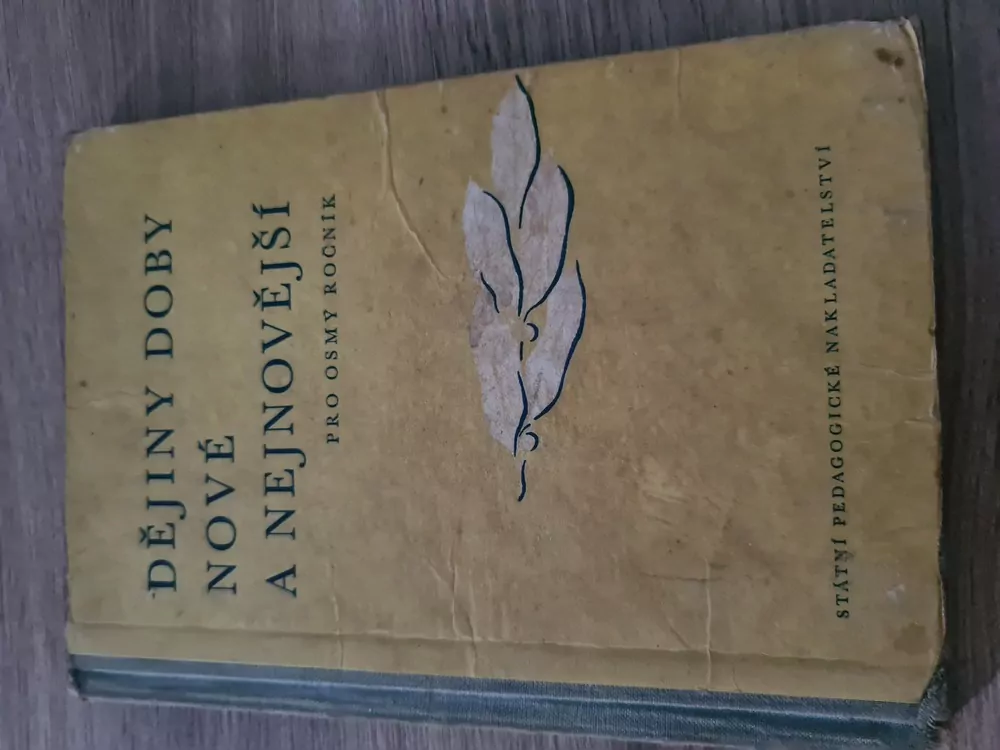 DĚJINY DOBY
NOVÉ
A NEJNOVĚJŠÍ
PRO OSMÝ ROČNÍK
STÁTNÍ PEDAGOGICKÉ NAKLADATELSTVÍ